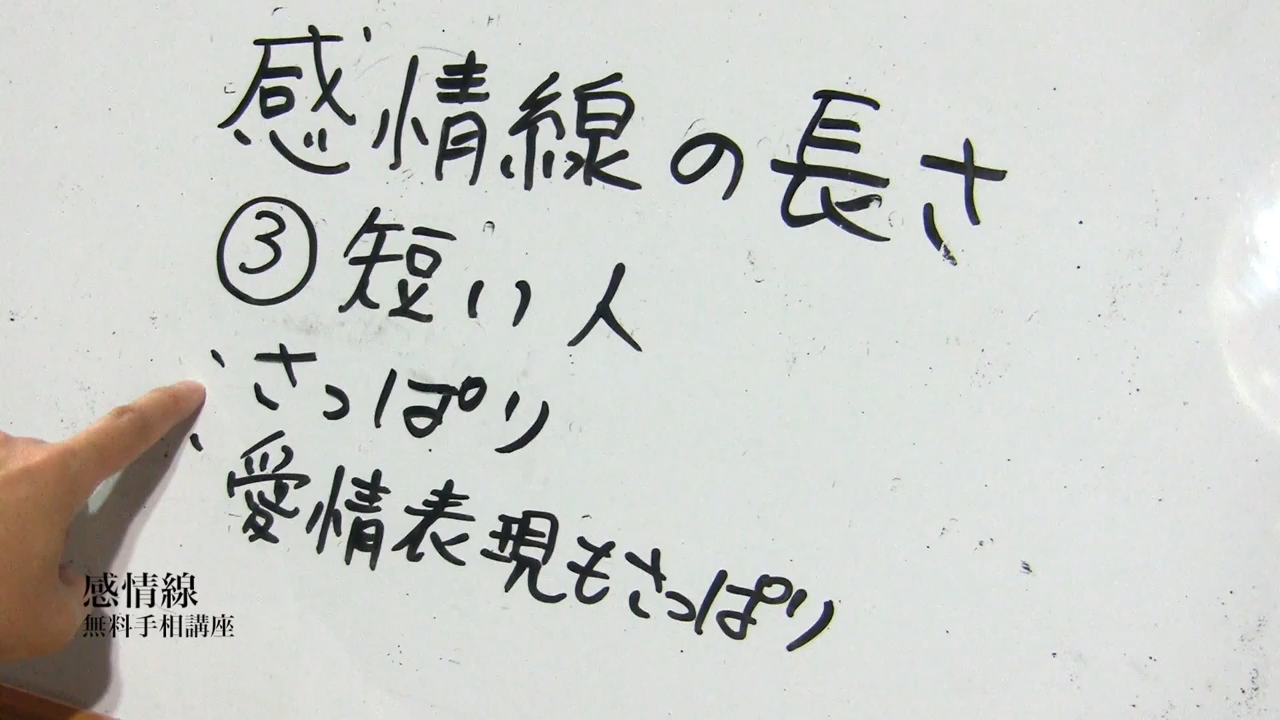 感情線の長さ
③短い人
・さっぱり
・愛情表現もさっぱり
感情線
無料手相講座